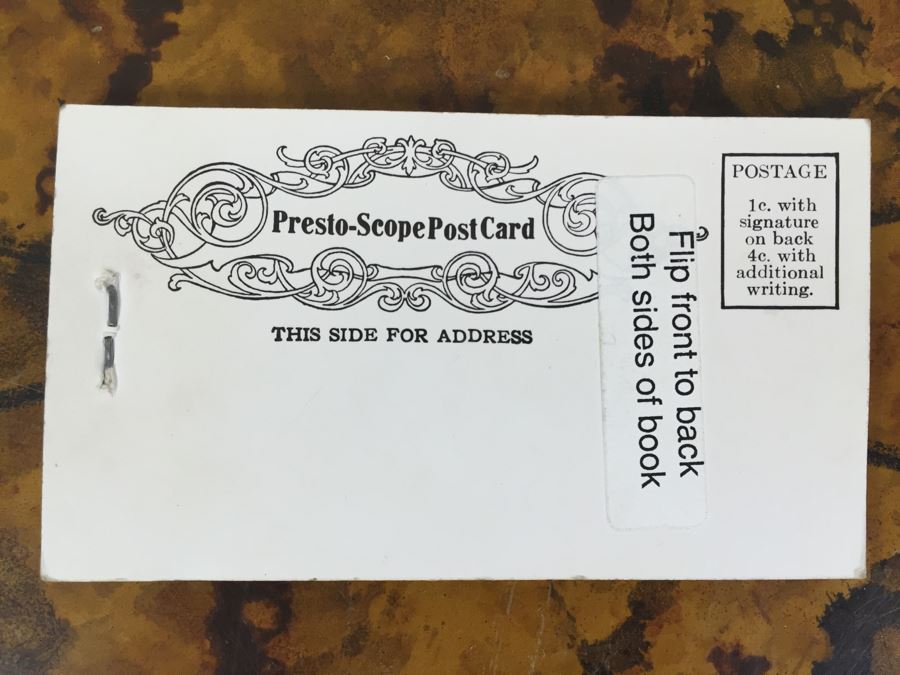 Presto-Scope Post Card
THIS SIDE FOR ADDRESS
Flip front to back
Both sides of book
POSTAGE
1c. with
signature
on back
4c. with
additional
writing.